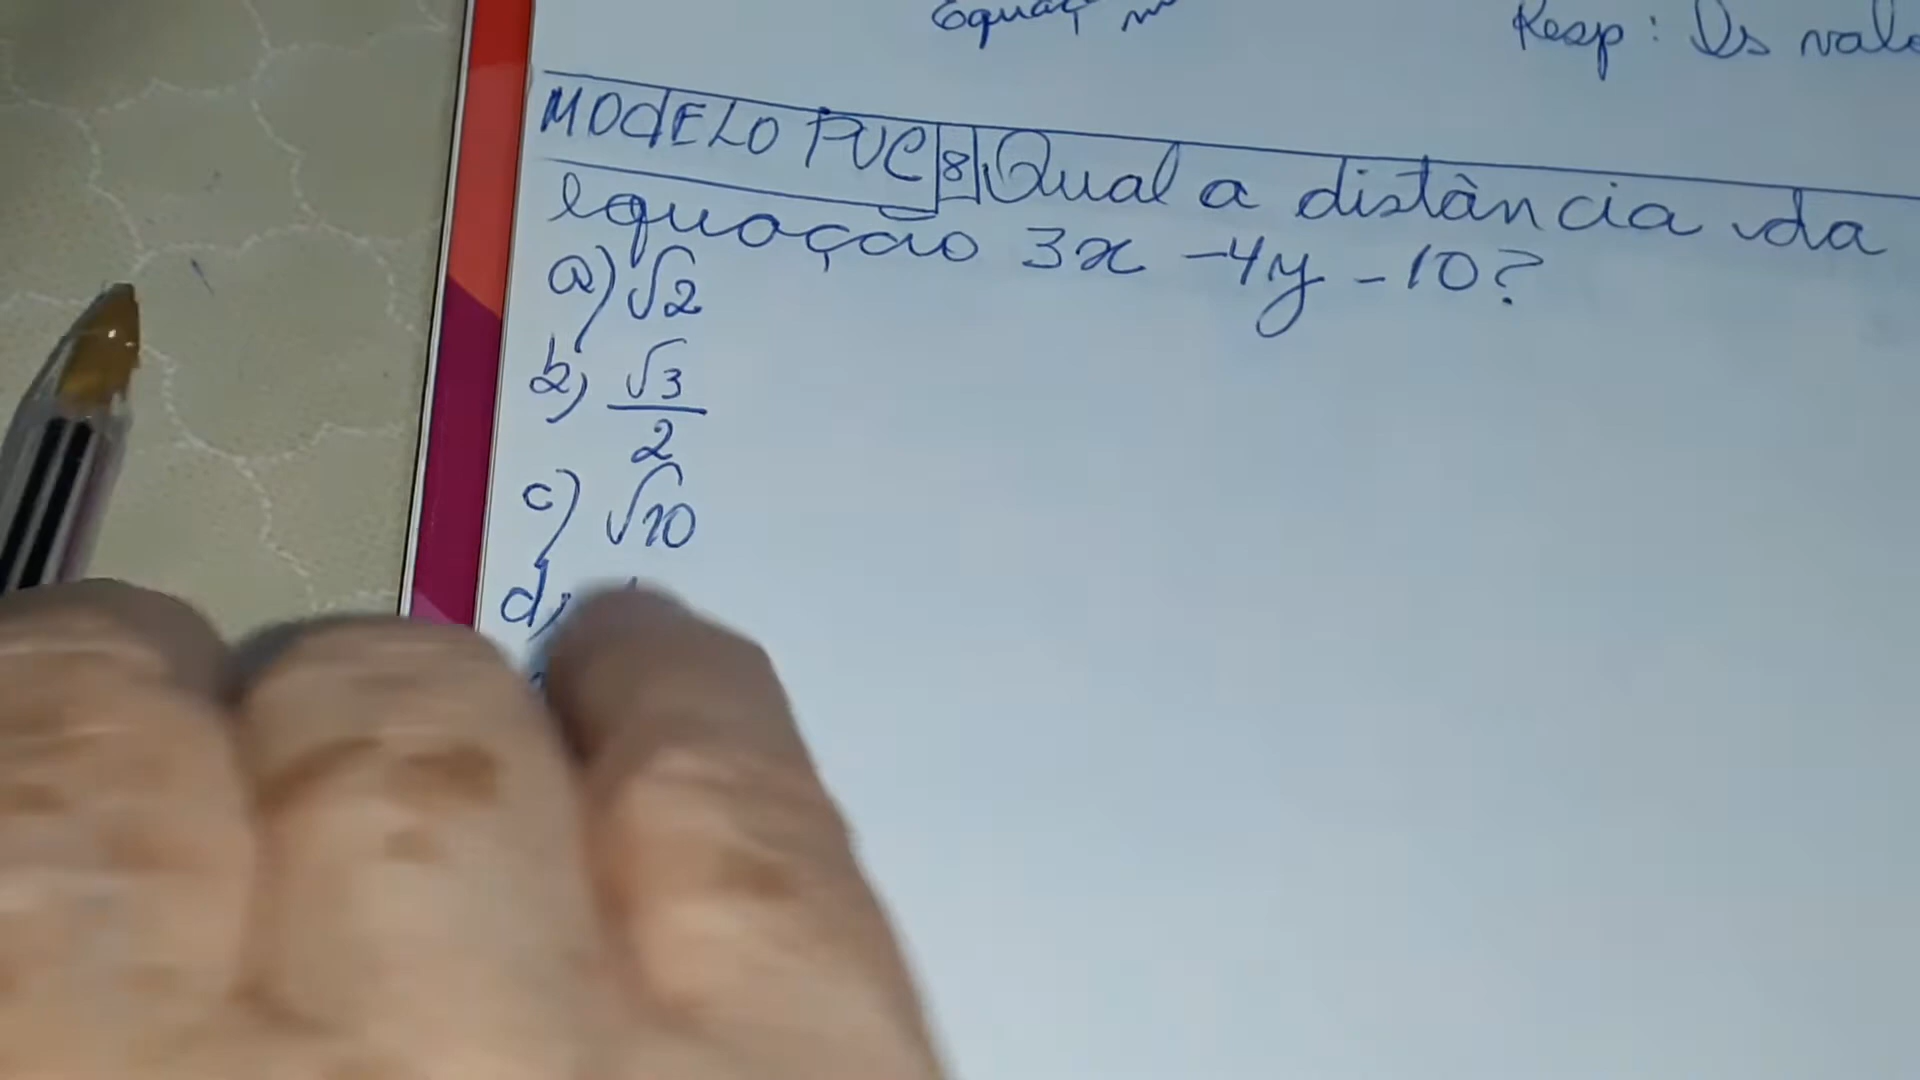 Resp: Os
MODELO PUC 8) Qual a distância da
equação 3x - 4y - 10?
a) √2
b) √3/2
c) √10
d)